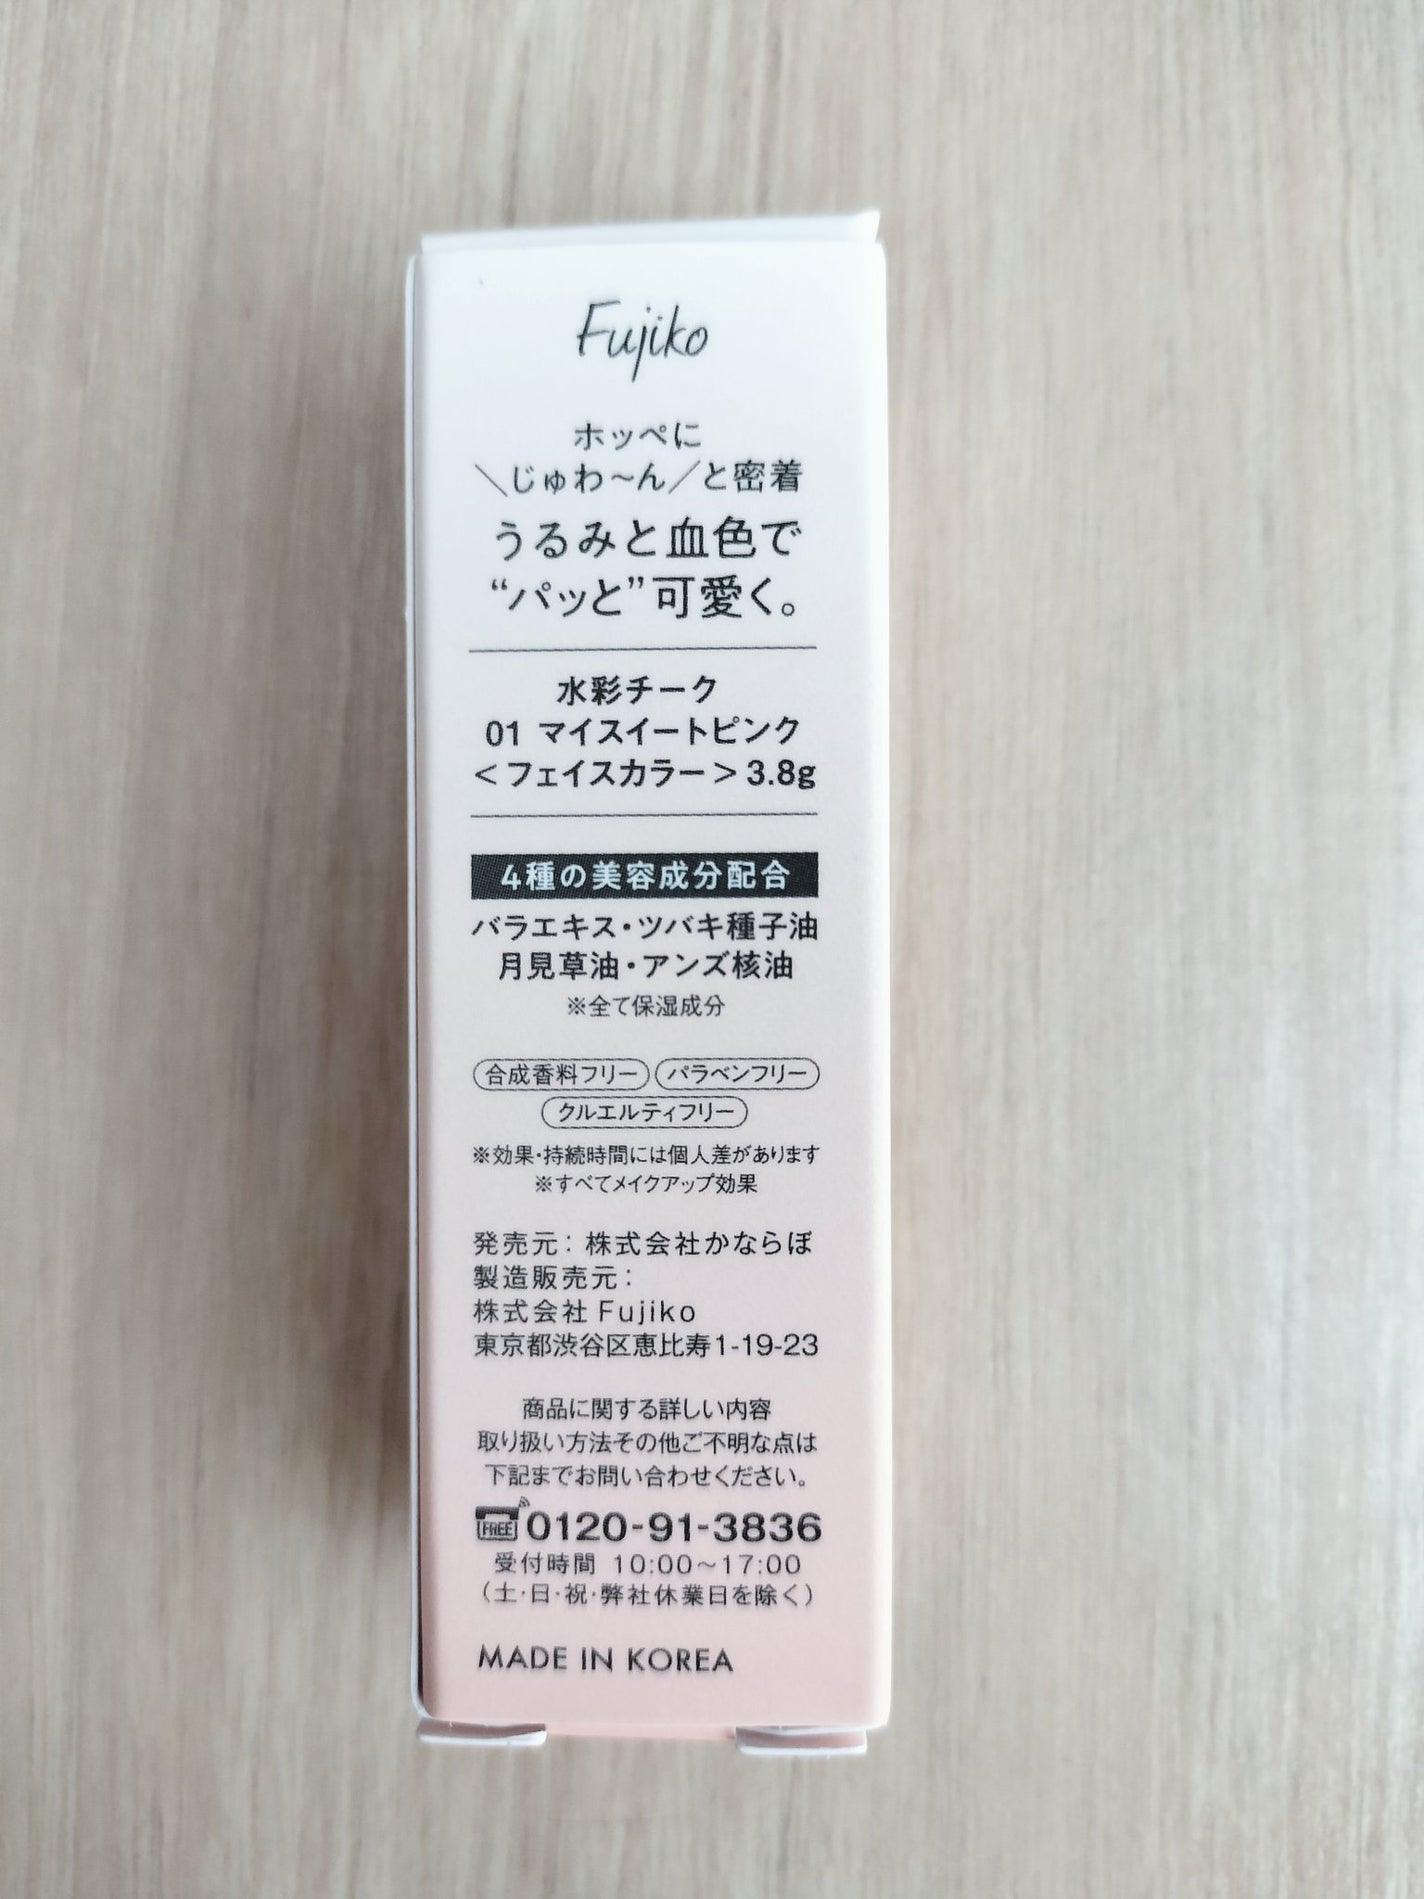 Fujiko
ホッペに
＼じゅわ〜ん／と密着
うるみと血色で
“パッと”可愛く。
水彩チーク
01 マイスイートピンク
＜フェイスカラー＞3.8g
4種の美容成分配合
バラエキス・ツバキ種子油
月見草油・アンズ核油
※全て保湿成分
合成香料フリー パラベンフリー
クルエルティフリー
※効果・持続時間には個人差があります
※すべてメイクアップ効果
発売元：株式会社かならぼ
製造販売元：
株式会社 Fujiko
東京都渋谷区恵比寿1-19-23
商品に関する詳しい内容
取り扱い方法その他ご不明な点は
下記までお問い合わせください。
FREE 0120-91-3836
受付時間 10:00〜17:00
（土・日・祝・弊社休業日を除く）
MADE IN KOREA